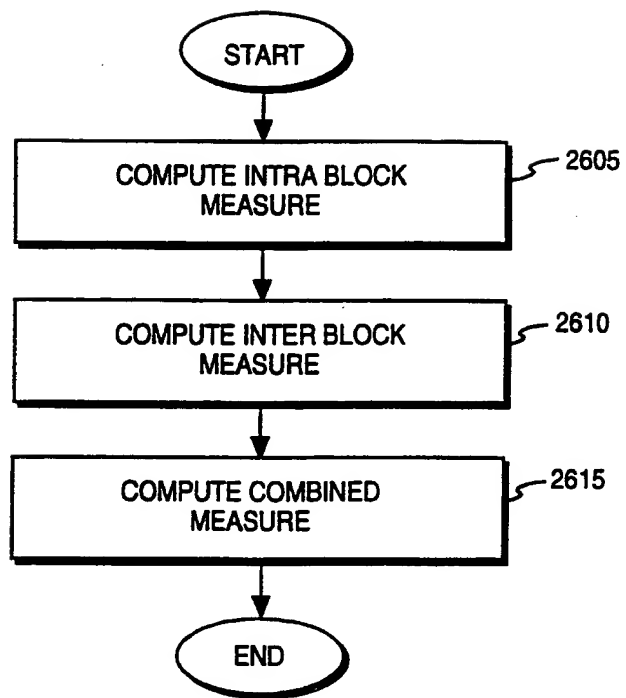 START
COMPUTE INTRA BLOCK
MEASURE
2605
COMPUTE INTER BLOCK
MEASURE
2610
COMPUTE COMBINED
MEASURE
2615
END